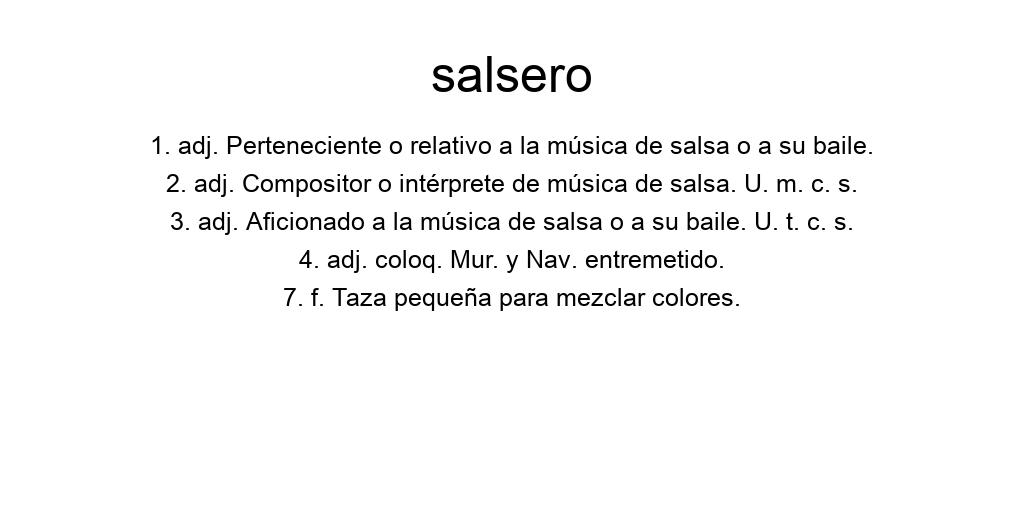 salsero
1. adj. Perteneciente o relativo a la música de salsa o a su baile.
2. adj. Compositor o intérprete de música de salsa. U. m. c. s.
3. adj. Aficionado a la música de salsa o a su baile. U. t. c. s.
4. adj. coloq. Mur. y Nav. entremetido.
7. f. Taza pequeña para mezclar colores.